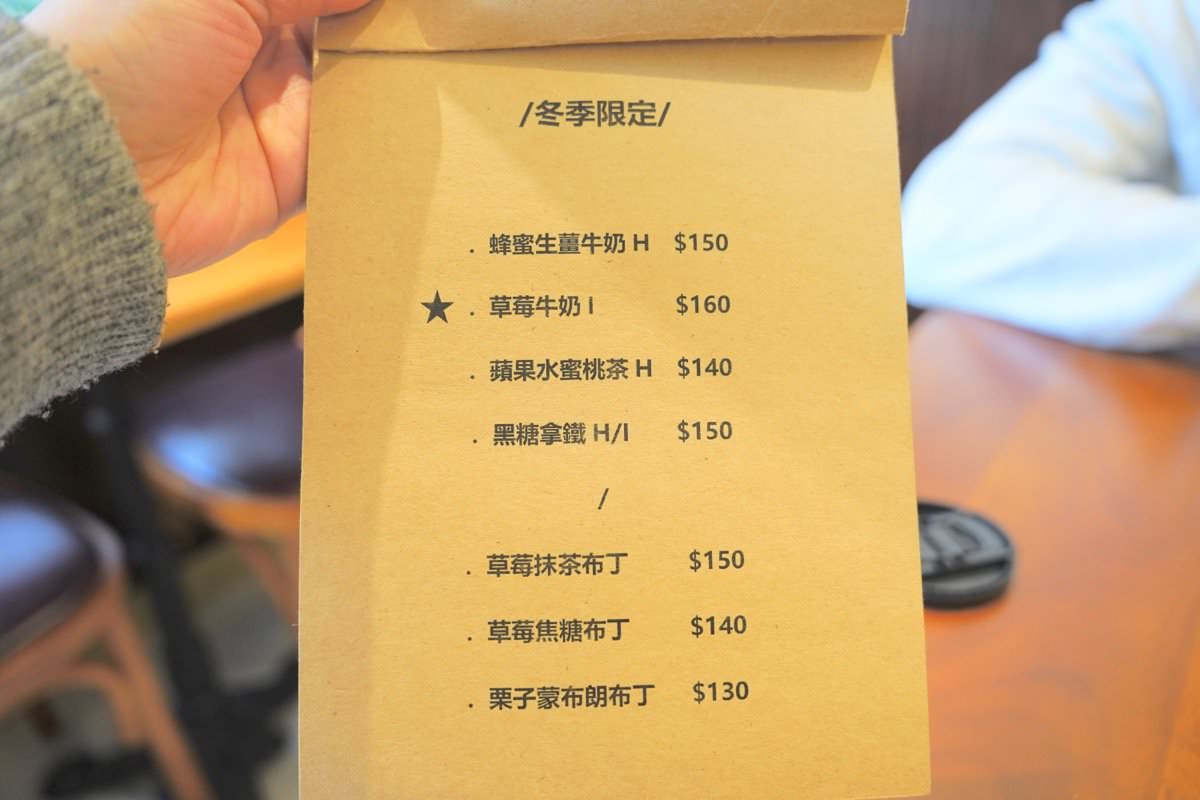 /冬季限定/
. 蜂蜜生薑牛奶 H $150
★ . 草莓牛奶 I $160
. 蘋果水蜜桃茶 H $140
. 黑糖拿鐵 H/I $150
/
. 草莓抹茶布丁 $150
. 草莓焦糖布丁 $140
. 栗子蒙布朗布丁 $130